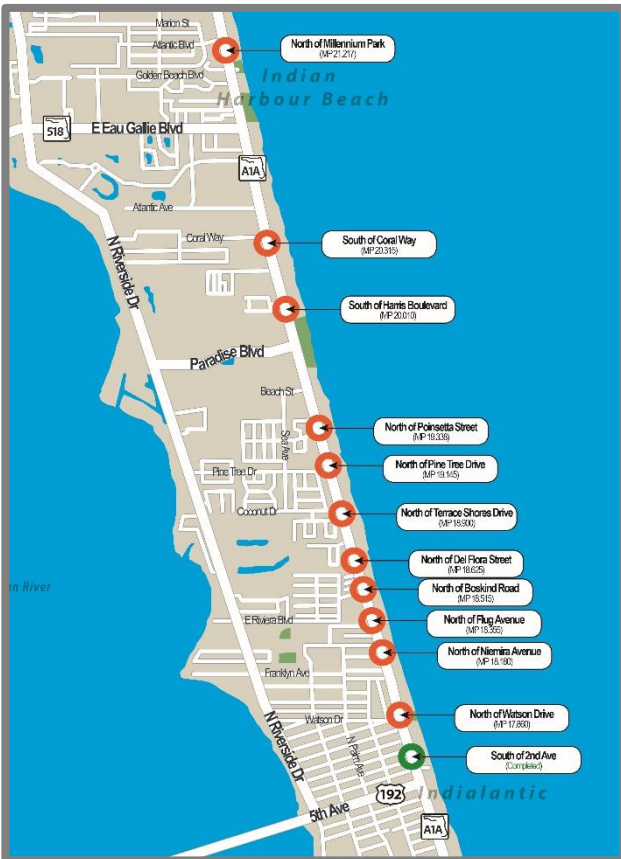 Marion St
Atlantic Blvd
North of Millennium Park
(MP 21.217)
Golden Beach Blvd
Indian
Harbour Beach
518
E Eau Gallie Blvd
A1A
Atlantic Ave
Coral Way
South of Coral Way
(MP 20.315)
N Riverside Dr
South of Harris Boulevard
(MP 20.010)
Paradise Blvd
Beach St
North of Poinsetta Street
(MP 19.338)
Sea Ave
Pine Tree Dr
North of Pine Tree Drive
(MP 19.145)
Coconut Dr
North of Terrace Shores Drive
(MP 18.900)
North of Del Flora Street
(MP 18.625)
an River
North of Boskind Road
(MP 18.515)
E Riviera Blvd
North of Flug Avenue
(MP 18.355)
North of Niemira Avenue
(MP 18.180)
Franklyn Ave
North of Watson Drive
(MP 17.860)
Watson Dr
N Riverside Dr
N Palm Ave
South of 2nd Ave
(Completed)
192
Indialantic
5th Ave
A1A